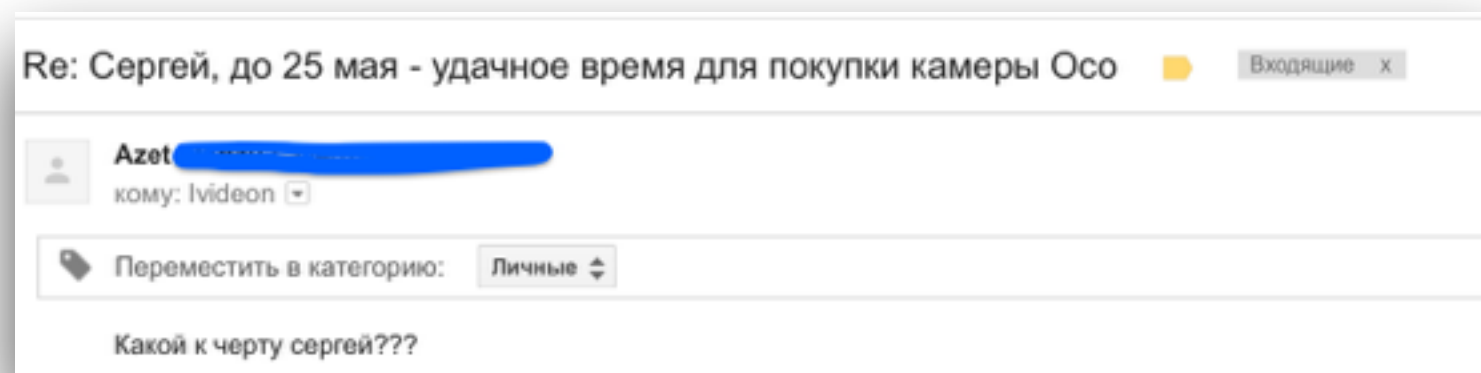 Re: Сергей, до 25 мая - удачное время для покупки камеры Oco Входящие x
Azet
кому: Ivideon
Переместить в категорию: Личные
Какой к черту сергей???